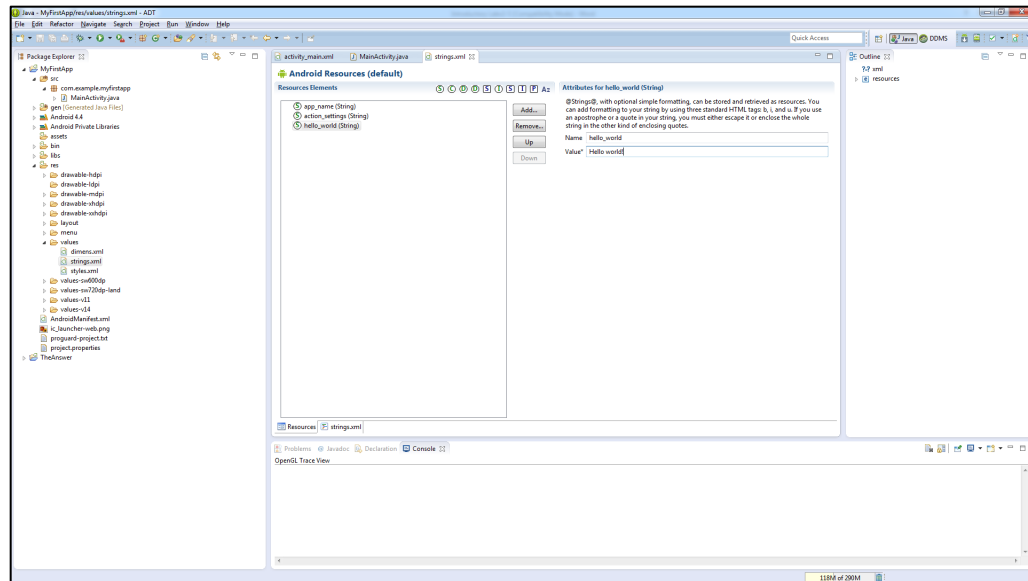 Java - MyFirstApp/res/values/strings.xml - ADT
File Edit Refactor Navigate Search Project Run Window Help
Quick Access
Java
DDMS
Package Explorer
MyFirstApp
src
com.example.myfirstapp
MainActivity.java
gen [Generated Java Files]
Android 4.4
Android Private Libraries
assets
bin
libs
res
drawable-hdpi
drawable-ldpi
drawable-mdpi
drawable-xhdpi
drawable-xxhdpi
layout
menu
values
dimens.xml
strings.xml
styles.xml
values-sw600dp
values-sw720dp-land
values-v11
values-v14
AndroidManifest.xml
ic_launcher-web.png
proguard-project.txt
project.properties
TheAnswer
activity_main.xml
MainActivity.java
strings.xml
Android Resources (default)
Resources Elements
S C D D S I S I P Az
S app_name (String)
S action_settings (String)
S hello_world (String)
Add...
Remove...
Up
Down
Attributes for hello_world (String)
@Strings@, with optional simple formatting, can be stored and retrieved as resources. You
can add formatting to your string by using three standard HTML tags: b, i, and u. If you use
an apostrophe or a quote in your string, you must either escape it or enclose the whole
string in the other kind of enclosing quotes.
Name hello_world
Value* Hello world!
Resources
strings.xml
Outline
?-? xml
resources
Problems @ Javadoc Declaration Console
OpenGL Trace View
118M of 290M